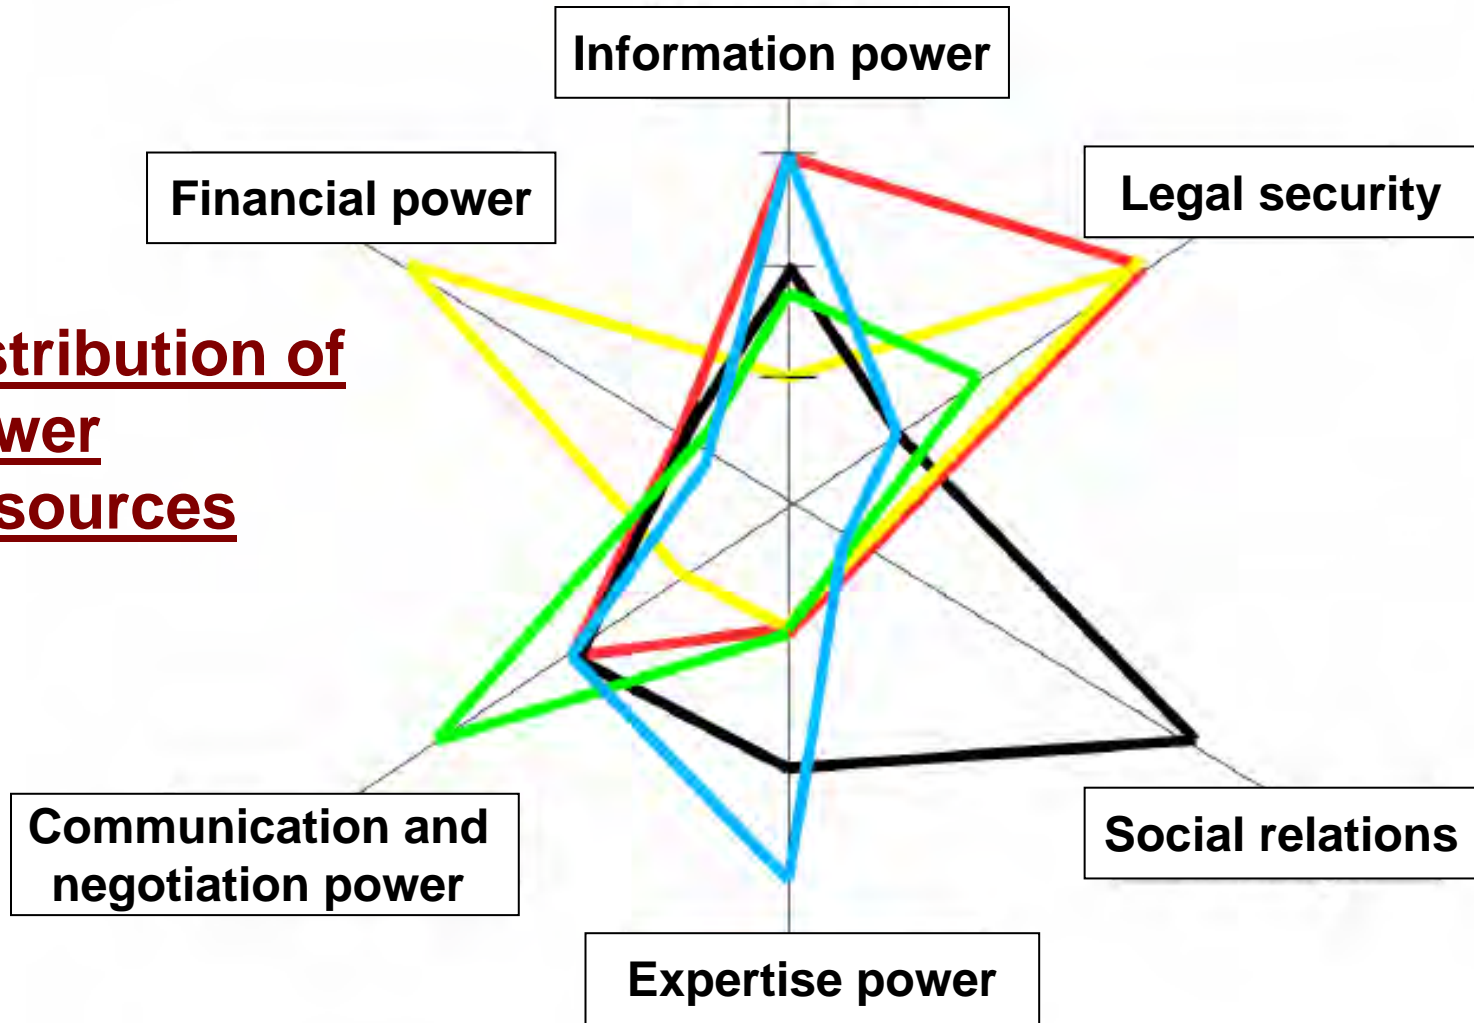 Information power
Legal security
Financial power
stribution of
wer
sources
Communication and
negotiation power
Social relations
Expertise power